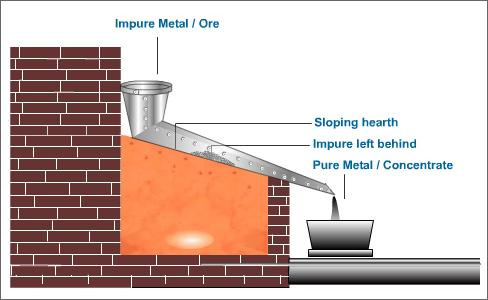 Impure Metal / Ore
Sloping hearth
Impure left behind
Pure Metal / Concentrate